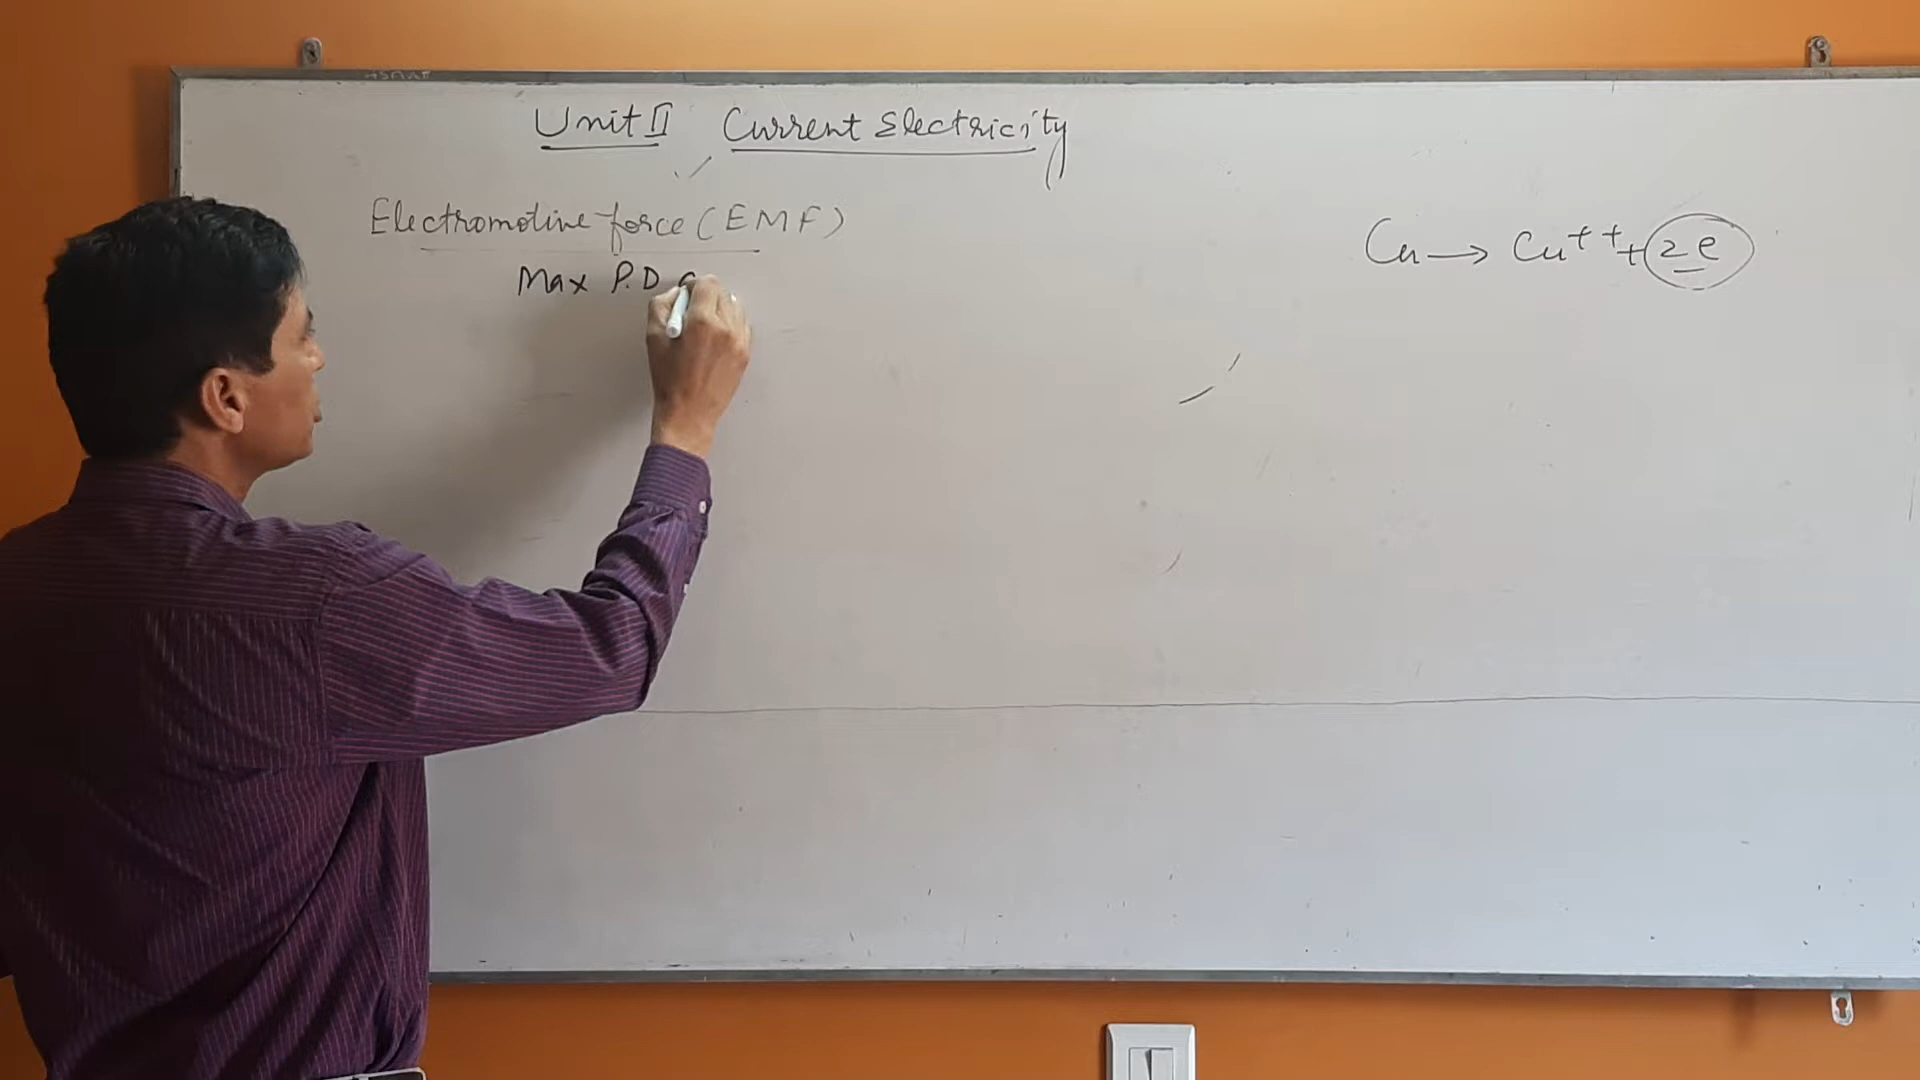 Unit II Current Electricity
Electromotive force (EMF)
Max P.D
Cu → Cu++ + 2e